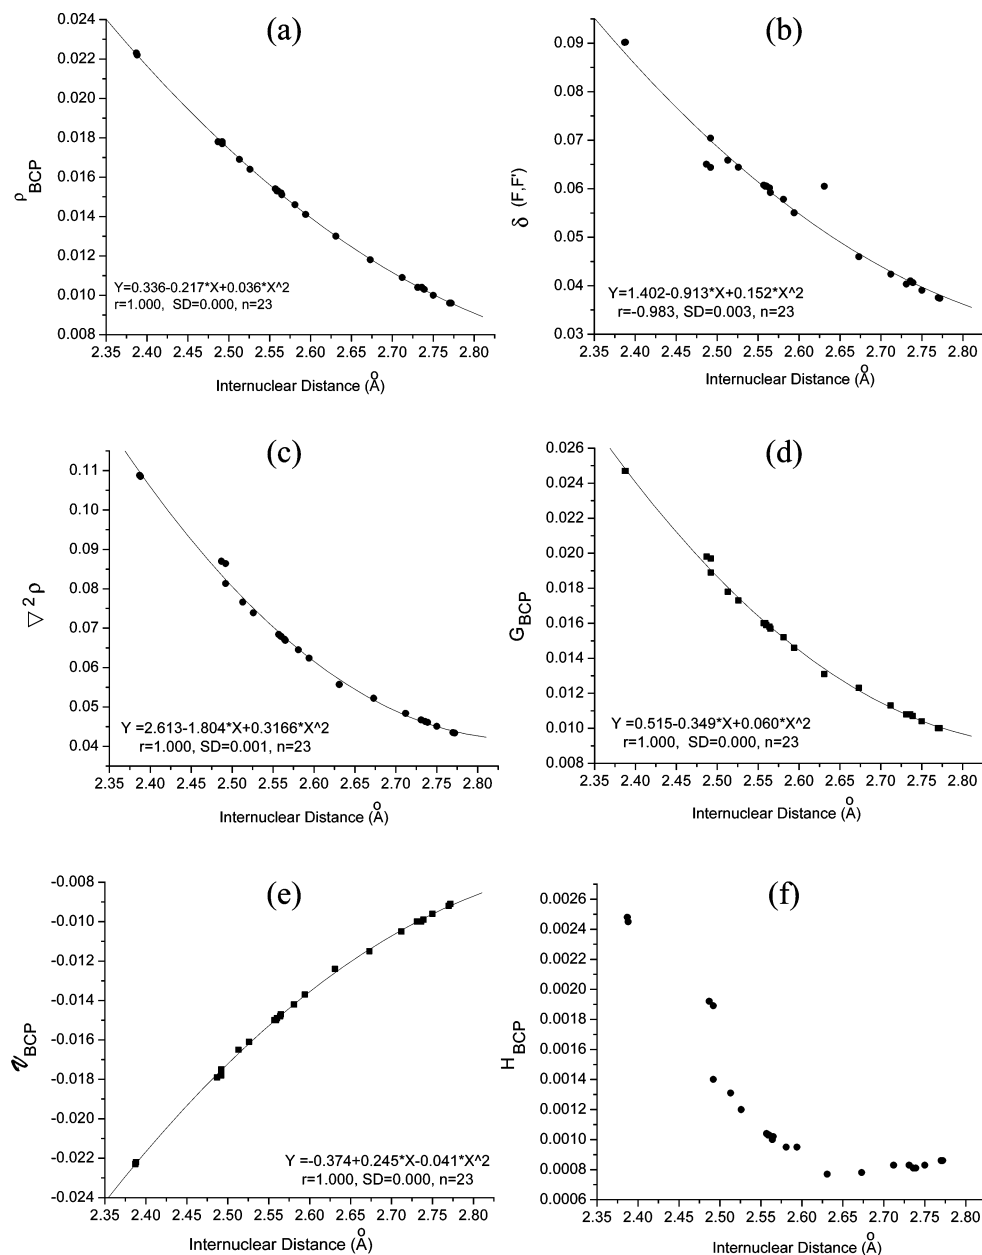 (a)
0.024
0.022
0.020
0.018
0.016
0.014
0.012
0.010
0.008
ρ BCP
Y=0.336-0.217*X+0.036*X^2
r=1.000, SD=0.000, n=23
2.35 2.40 2.45 2.50 2.55 2.60 2.65 2.70 2.75 2.80
Internuclear Distance (Å)
(b)
0.09
0.08
0.07
0.06
0.05
0.04
0.03
δ (F,F')
Y=1.402-0.913*X+0.152*X^2
r=-0.983, SD=0.003, n=23
2.35 2.40 2.45 2.50 2.55 2.60 2.65 2.70 2.75 2.80
Internuclear Distance (Å)
(c)
0.11
0.10
0.09
0.08
0.07
0.06
0.05
0.04
▽ 2 ρ
Y =2.613-1.804*X+0.3166*X^2
r=1.000, SD=0.001, n=23
2.35 2.40 2.45 2.50 2.55 2.60 2.65 2.70 2.75 2.80
Internuclear Distance (Å)
(d)
0.026
0.024
0.022
0.020
0.018
0.016
0.014
0.012
0.010
0.008
G BCP
Y =0.515-0.349*X+0.060*X^2
r=1.000, SD=0.000, n=23
2.35 2.40 2.45 2.50 2.55 2.60 2.65 2.70 2.75 2.80
Internuclear Distance (Å)
(e)
-0.008
-0.010
-0.012
-0.014
-0.016
-0.018
-0.020
-0.022
-0.024
𝒱 BCP
Y =-0.374+0.245*X-0.041*X^2
r=1.000, SD=0.000, n=23
2.35 2.40 2.45 2.50 2.55 2.60 2.65 2.70 2.75 2.80
Internuclear Distance (Å)
(f)
0.0026
0.0024
0.0022
0.0020
0.0018
0.0016
0.0014
0.0012
0.0010
0.0008
0.0006
H BCP
2.35 2.40 2.45 2.50 2.55 2.60 2.65 2.70 2.75 2.80
Internuclear Distance (Å)